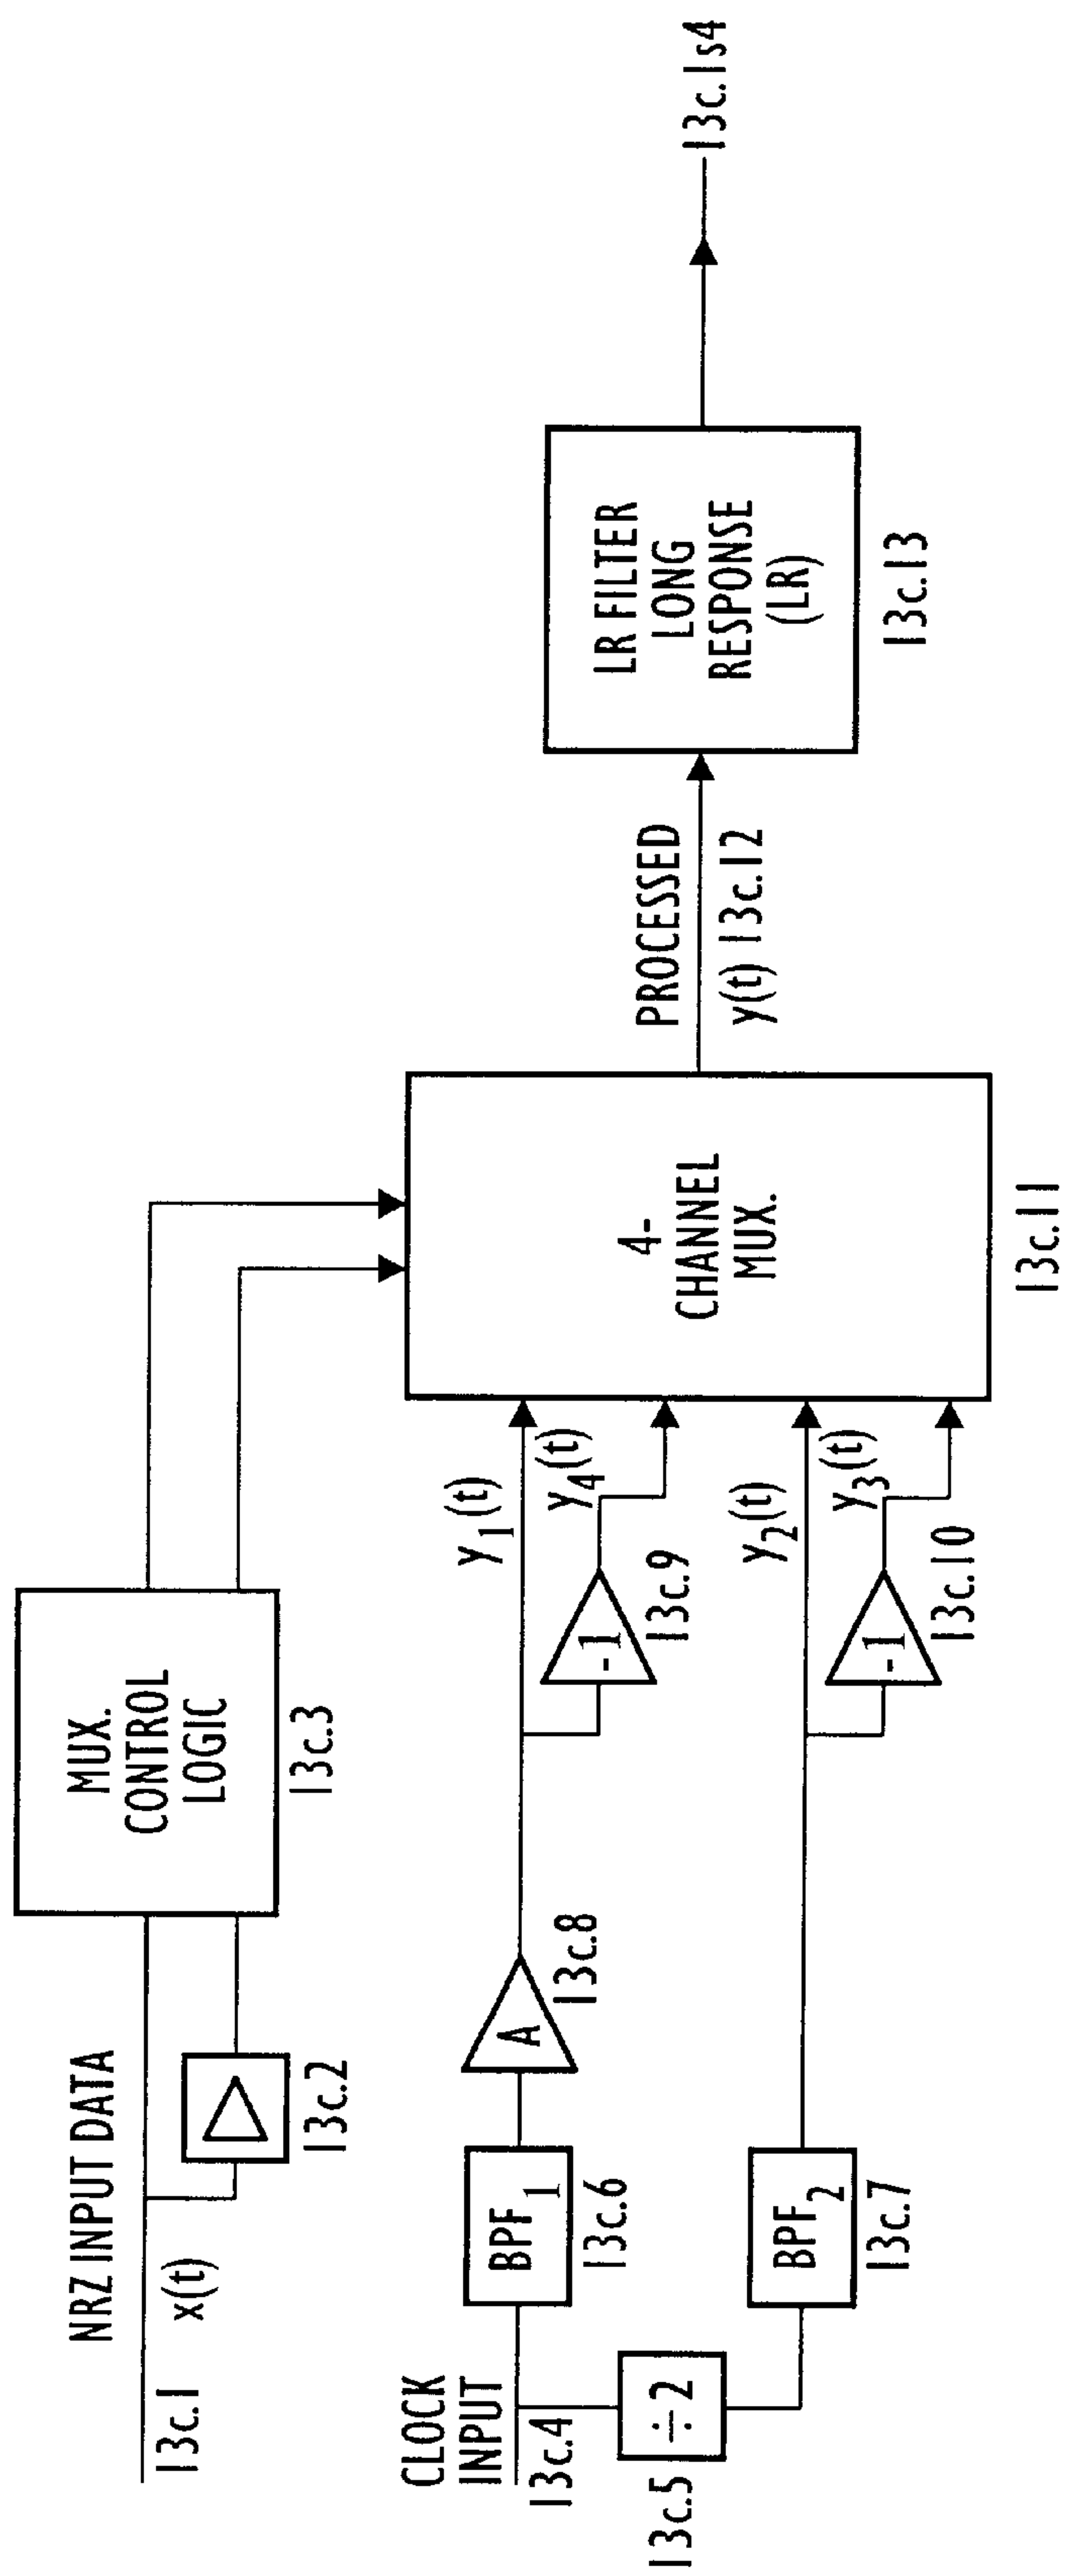 NRZ INPUT DATA
13c.1
x(t)
13c.2
MUX.
CONTROL
LOGIC
13c.3
CLOCK
INPUT
13c.4
÷2
13c.5
BPF1
13c.6
BPF2
13c.7
A
13c.8
-1
13c.9
-1
13c.10
y1(t)
y4(t)
y2(t)
y3(t)
4-
CHANNEL
MUX.
13c.11
PROCESSED
y(t) 13c.12
LR FILTER
LONG
RESPONSE
(LR)
13c.13
13c.1s4